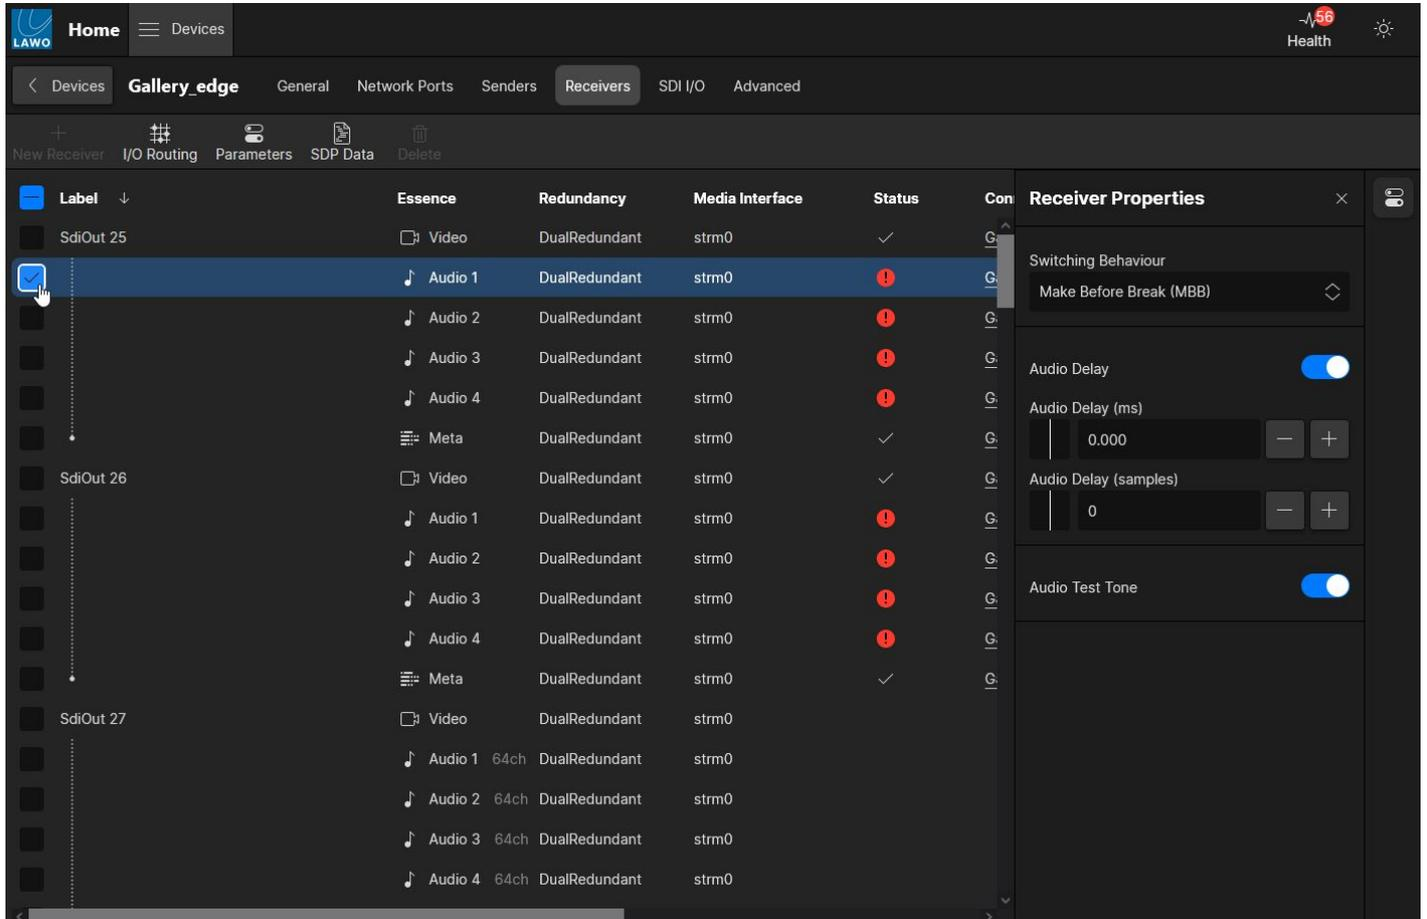 LAWO
Home
Devices
56
Health
Devices
Gallery_edge
General
Network Ports
Senders
Receivers
SDI I/O
Advanced
New Receiver
I/O Routing
Parameters
SDP Data
Delete
Label ↓ Essence Redundancy Media Interface Status Con
SdiOut 25 Video DualRedundant strm0
Audio 1 DualRedundant strm0
Audio 2 DualRedundant strm0
Audio 3 DualRedundant strm0
Audio 4 DualRedundant strm0
Meta DualRedundant strm0
SdiOut 26 Video DualRedundant strm0
Audio 1 DualRedundant strm0
Audio 2 DualRedundant strm0
Audio 3 DualRedundant strm0
Audio 4 DualRedundant strm0
Meta DualRedundant strm0
SdiOut 27 Video DualRedundant strm0
Audio 1 64ch DualRedundant strm0
Audio 2 64ch DualRedundant strm0
Audio 3 64ch DualRedundant strm0
Audio 4 64ch DualRedundant strm0
Receiver Properties
Switching Behaviour
Make Before Break (MBB)
Audio Delay
Audio Delay (ms)
0.000
Audio Delay (samples)
0
Audio Test Tone